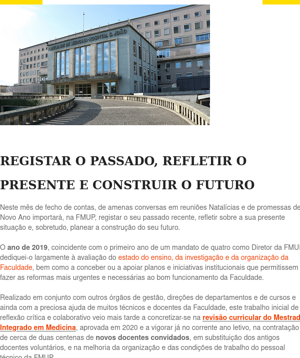 REGISTAR O PASSADO, REFLETIR O
PRESENTE E CONSTRUIR O FUTURO
Neste mês de fecho de contas, de amenas conversas em reuniões Natalícias e de promessas de
Novo Ano importará, na FMUP, registar o seu passado recente, refletir sobre a sua presente
situação e, sobretudo, planear a construção do seu futuro.
O ano de 2019, coincidente com o primeiro ano de um mandato de quatro como Diretor da FMU
dediquei-o largamente à avaliação do estado do ensino, da investigação e da organização da
Faculdade, bem como a conceber ou a apoiar planos e iniciativas institucionais que permitissem
fazer as reformas mais urgentes e necessárias ao bom funcionamento da Faculdade.
Realizado em conjunto com outros órgãos de gestão, direções de departamentos e de cursos e
ainda com a preciosa ajuda de muitos técnicos e docentes da Faculdade, este trabalho inicial de
reflexão crítica e colaborativo veio mais tarde a concretizar-se na revisão curricular do Mestrad
Integrado em Medicina, aprovada em 2020 e a vigorar já no corrente ano letivo, na contratação
de cerca de duas centenas de novos docentes convidados, em substituição dos antigos
docentes voluntários, e na melhoria da organização e das condições de trabalho do pessoal
técnico da FMUP.